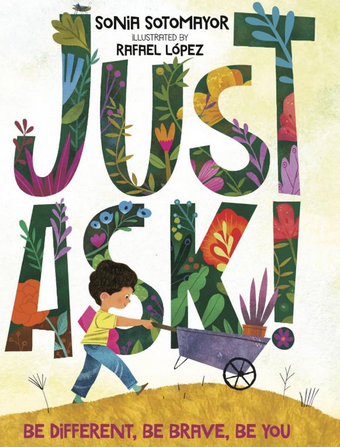 SONIA SOTOMAYOR
ILLUSTRATED BY
RAFAEL LÓPEZ
JUST
ASK!
BE DIFFERENT, BE BRAVE, BE YOU